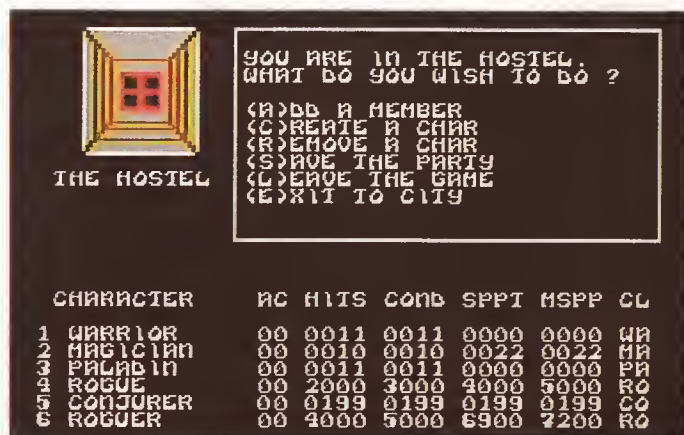 YOU ARE IN THE HOSTEL.
WHAT DO YOU WISH TO DO ?
(A)DD A MEMBER
(C)REATE A CHAR
(R)EMOVE A CHAR
(S)AVE THE PARTY
(L)EAVE THE GAME
(E)XIT TO CITY
THE HOSTEL
CHARACTER AC HITS COND SPPT MSPP CL
1 WARRIOR 00 0011 0011 0000 0000 WA
2 MAGICIAN 00 0010 0010 0022 0022 MA
3 PALADIN 00 0011 0011 0000 0000 PA
4 ROGUE 00 2000 3000 4000 5000 RO
5 CONJURER 00 0199 0199 0199 0199 CO
6 ROGUER 00 4000 5000 6900 7200 RO